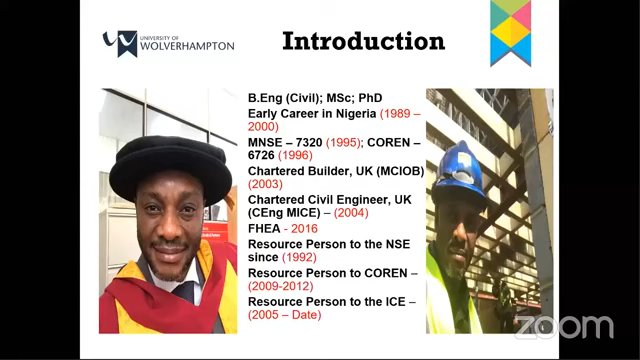 UNIVERSITY OF
WOLVERHAMPTON
Introduction
B.Eng (Civil); MSc; PhD
Early Career in Nigeria (1989 –
2000)
MNSE – 7320 (1995); COREN –
6726 (1996)
Chartered Builder, UK (MCIOB)
(2003)
Chartered Civil Engineer, UK
(CEng MICE) – (2004)
FHEA - 2016
Resource Person to the NSE
since (1992)
Resource Person to COREN –
(2009-2012)
Resource Person to the ICE –
(2005 – Date)
zoom